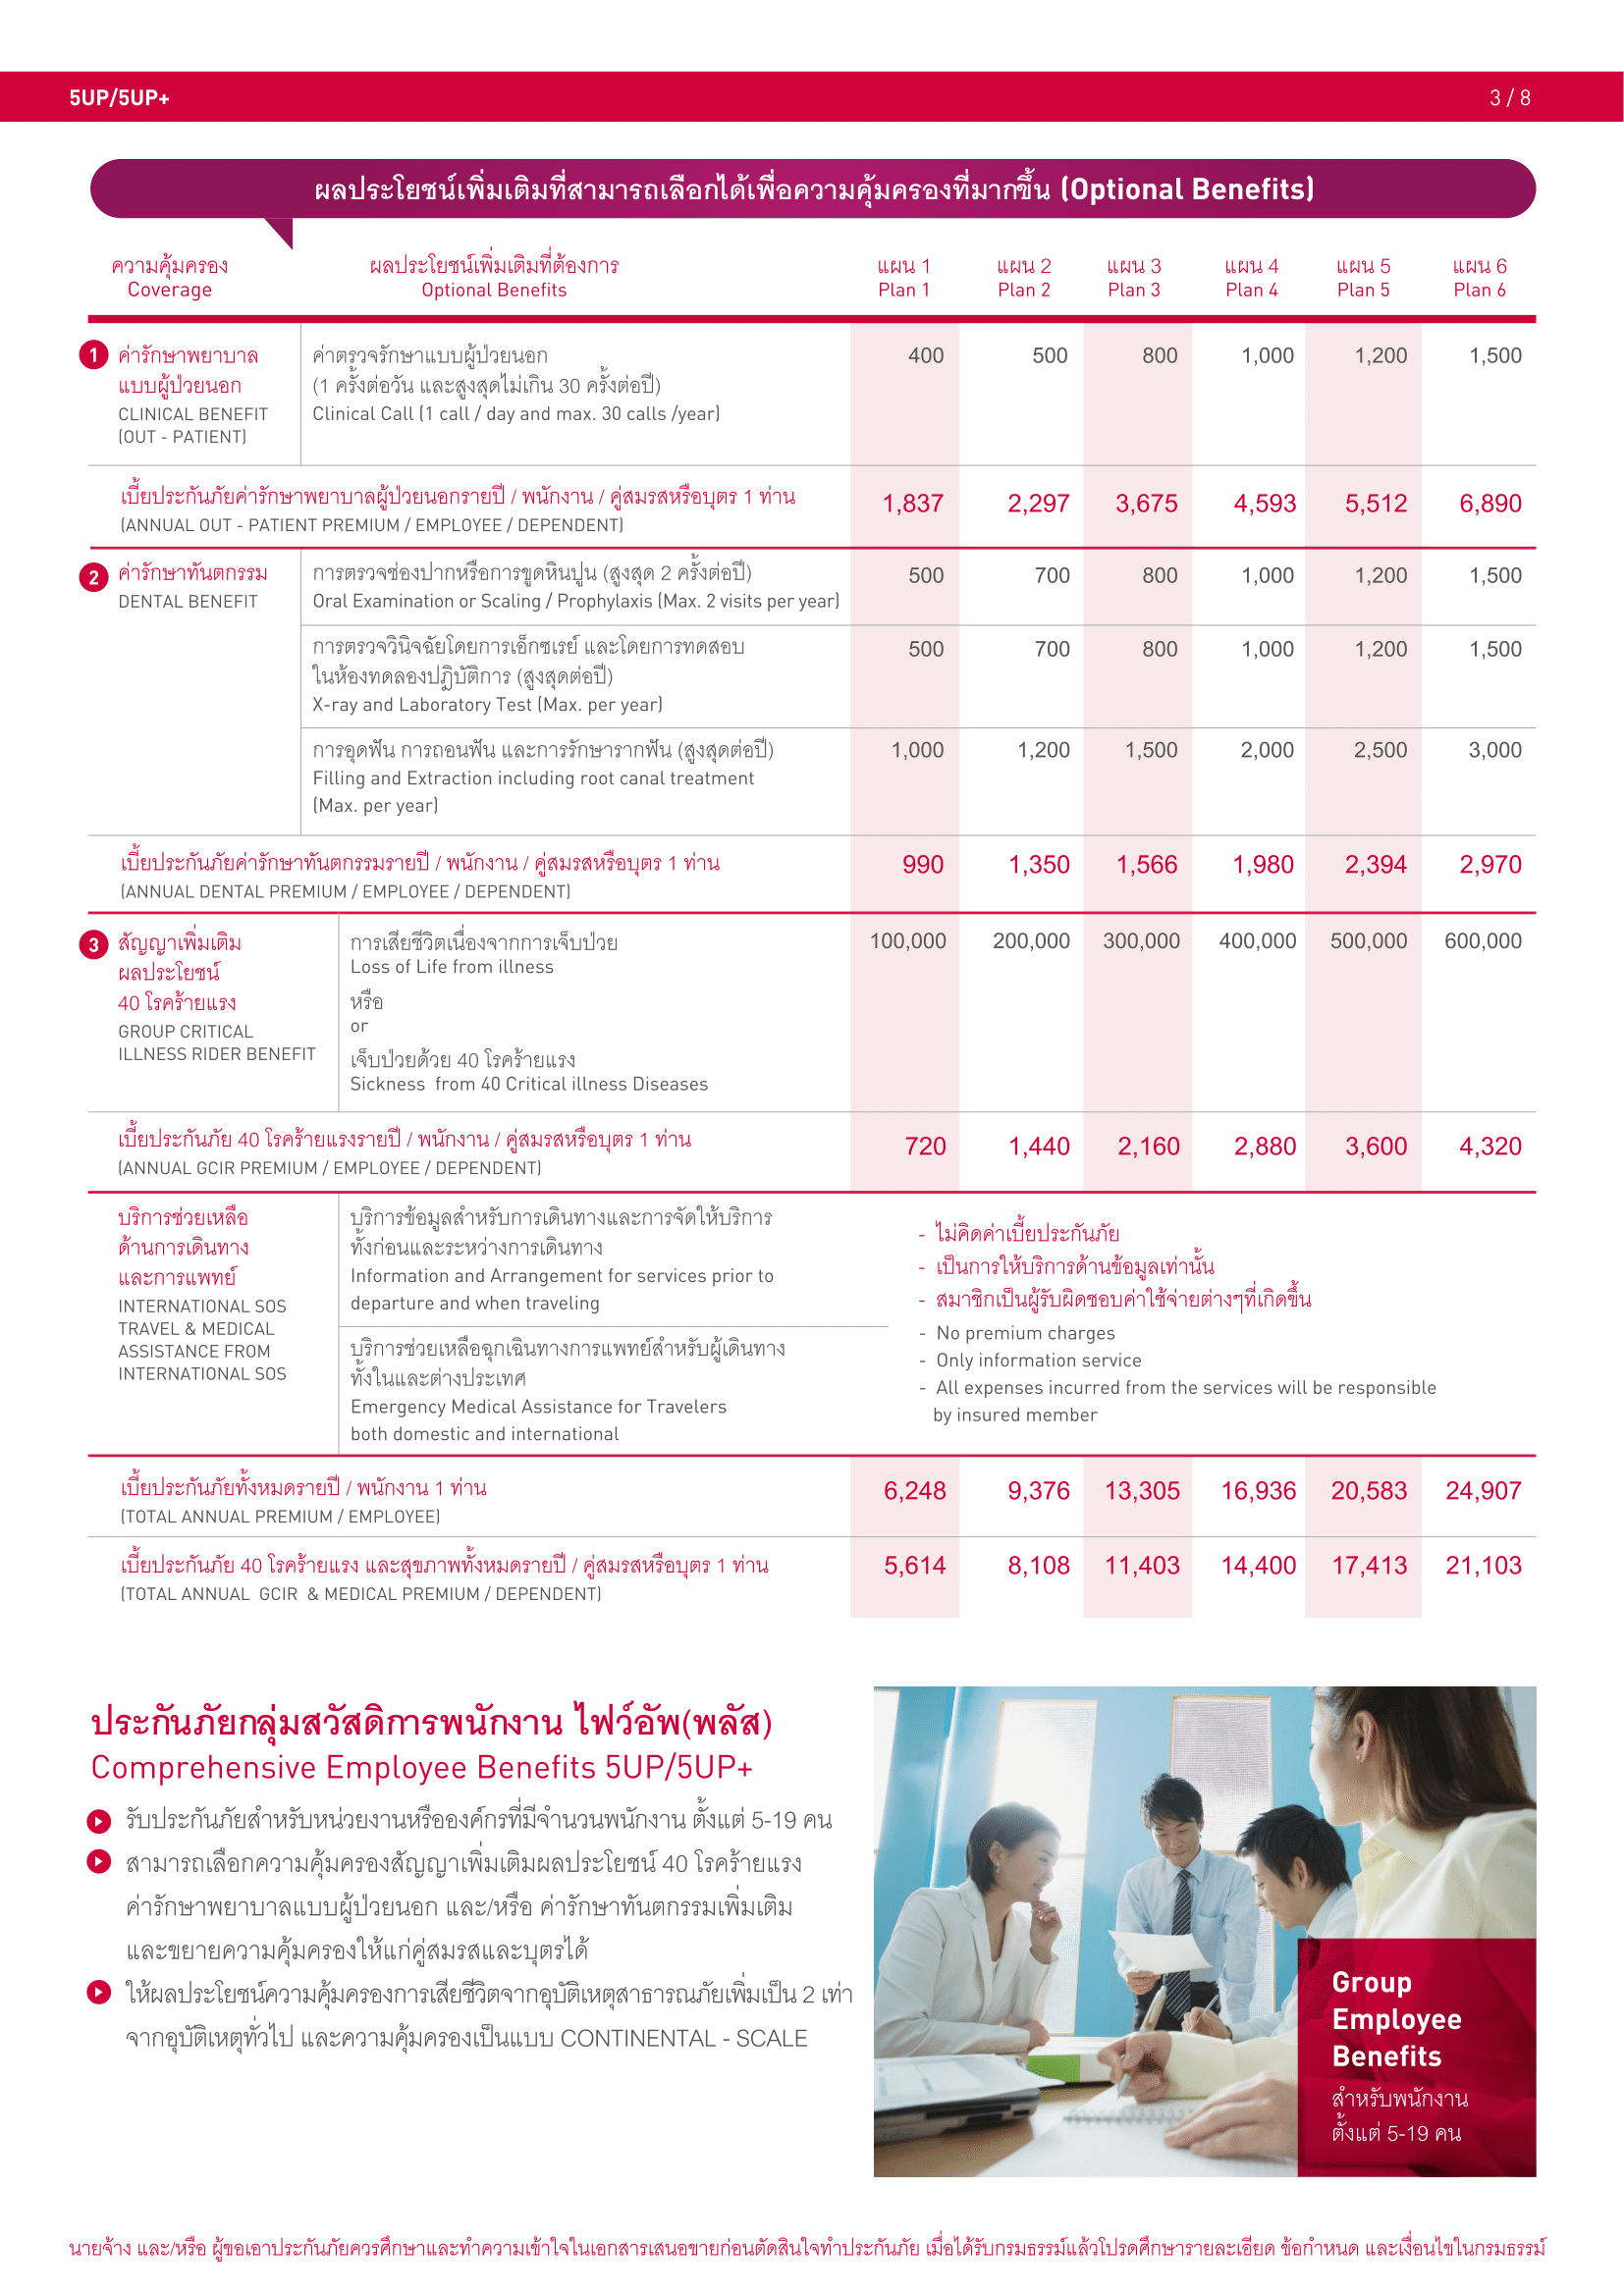 5UP/5UP+ 3 / 8
ผลประโยชน์เพิ่มเติมที่สามารถเลือกได้เพื่อความคุ้มครองที่มากขึ้น (Optional Benefits)
ความคุ้มครอง ผลประโยชน์เพิ่มเติมที่ต้องการ แผน 1 แผน 2 แผน 3 แผน 4 แผน 5 แผน 6
Coverage Optional Benefits Plan 1 Plan 2 Plan 3 Plan 4 Plan 5 Plan 6
1 ค่ารักษาพยาบาล ค่าตรวจรักษาแบบผู้ป่วยนอก 400 500 800 1,000 1,200 1,500
แบบผู้ป่วยนอก (1 ครั้งต่อวัน และสูงสุดไม่เกิน 30 ครั้งต่อปี)
CLINICAL BENEFIT Clinical Call (1 call / day and max. 30 calls /year)
(OUT - PATIENT)
เบี้ยประกันภัยค่ารักษาพยาบาลผู้ป่วยนอกรายปี / พนักงาน / คู่สมรสหรือบุตร 1 ท่าน 1,837 2,297 3,675 4,593 5,512 6,890
(ANNUAL OUT - PATIENT PREMIUM / EMPLOYEE / DEPENDENT)
2 ค่ารักษาทันตกรรม การตรวจช่องปากหรือการขูดหินปูน (สูงสุด 2 ครั้งต่อปี) 500 700 800 1,000 1,200 1,500
DENTAL BENEFIT Oral Examination or Scaling / Prophylaxis (Max. 2 visits per year)
การตรวจวินิจฉัยโดยการเอ็กซเรย์ และโดยการทดสอบ 500 700 800 1,000 1,200 1,500
ในห้องทดลองปฏิบัติการ (สูงสุดต่อปี)
X-ray and Laboratory Test (Max. per year)
การอุดฟัน การถอนฟัน และการรักษารากฟัน (สูงสุดต่อปี) 1,000 1,200 1,500 2,000 2,500 3,000
Filling and Extraction including root canal treatment
(Max. per year)
เบี้ยประกันภัยค่ารักษาทันตกรรมรายปี / พนักงาน / คู่สมรสหรือบุตร 1 ท่าน 990 1,350 1,566 1,980 2,394 2,970
(ANNUAL DENTAL PREMIUM / EMPLOYEE / DEPENDENT)
3 สัญญาเพิ่มเติม การเสียชีวิตเนื่องจากการเจ็บป่วย 100,000 200,000 300,000 400,000 500,000 600,000
ผลประโยชน์ Loss of Life from illness
40 โรคร้ายแรง หรือ
GROUP CRITICAL or
ILLNESS RIDER BENEFIT เจ็บป่วยด้วย 40 โรคร้ายแรง
Sickness from 40 Critical illness Diseases
เบี้ยประกันภัย 40 โรคร้ายแรงรายปี / พนักงาน / คู่สมรสหรือบุตร 1 ท่าน 720 1,440 2,160 2,880 3,600 4,320
(ANNUAL GCIR PREMIUM / EMPLOYEE / DEPENDENT)
บริการช่วยเหลือ
ด้านการเดินทาง
และการแพทย์
INTERNATIONAL SOS
TRAVEL & MEDICAL
ASSISTANCE FROM
INTERNATIONAL SOS
บริการข้อมูลสำหรับการเดินทางและการจัดให้บริการ
ทั้งก่อนและระหว่างการเดินทาง
Information and Arrangement for services prior to
departure and when traveling
บริการช่วยเหลือฉุกเฉินทางการแพทย์สำหรับผู้เดินทาง
ทั้งในและต่างประเทศ
Emergency Medical Assistance for Travelers
both domestic and international
- ไม่คิดค่าเบี้ยประกันภัย
- เป็นการให้บริการด้านข้อมูลเท่านั้น
- สมาชิกเป็นผู้รับผิดชอบค่าใช้จ่ายต่างๆที่เกิดขึ้น
- No premium charges
- Only information service
- All expenses incurred from the services will be responsible
by insured member
เบี้ยประกันภัยทั้งหมดรายปี / พนักงาน 1 ท่าน 6,248 9,376 13,305 16,936 20,583 24,907
(TOTAL ANNUAL PREMIUM / EMPLOYEE)
เบี้ยประกันภัย 40 โรคร้ายแรง และสุขภาพทั้งหมดรายปี / คู่สมรสหรือบุตร 1 ท่าน 5,614 8,108 11,403 14,400 17,413 21,103
(TOTAL ANNUAL GCIR & MEDICAL PREMIUM / DEPENDENT)
ประกันภัยกลุ่มสวัสดิการพนักงาน ไฟว์อัพ(พลัส)
Comprehensive Employee Benefits 5UP/5UP+
รับประกันภัยสำหรับหน่วยงานหรือองค์กรที่มีจำนวนพนักงาน ตั้งแต่ 5-19 คน
สามารถเลือกความคุ้มครองสัญญาเพิ่มเติมผลประโยชน์ 40 โรคร้ายแรง
ค่ารักษาพยาบาลแบบผู้ป่วยนอก และ/หรือ ค่ารักษาทันตกรรมเพิ่มเติม
และขยายความคุ้มครองให้แก่คู่สมรสและบุตรได้
ให้ผลประโยชน์ความคุ้มครองการเสียชีวิตจากอุบัติเหตุสาธารณภัยเพิ่มเป็น 2 เท่า
จากอุบัติเหตุทั่วไป และความคุ้มครองเป็นแบบ CONTINENTAL - SCALE
Group
Employee
Benefits
สำหรับพนักงาน
ตั้งแต่ 5-19 คน
นายจ้าง และ/หรือ ผู้ขอเอาประกันภัยควรศึกษาและทำความเข้าใจในเอกสารเสนอขายก่อนตัดสินใจทำประกันภัย เมื่อได้รับกรมธรรม์แล้วโปรดศึกษารายละเอียด ข้อกำหนด และเงื่อนไขในกรมธรรม์